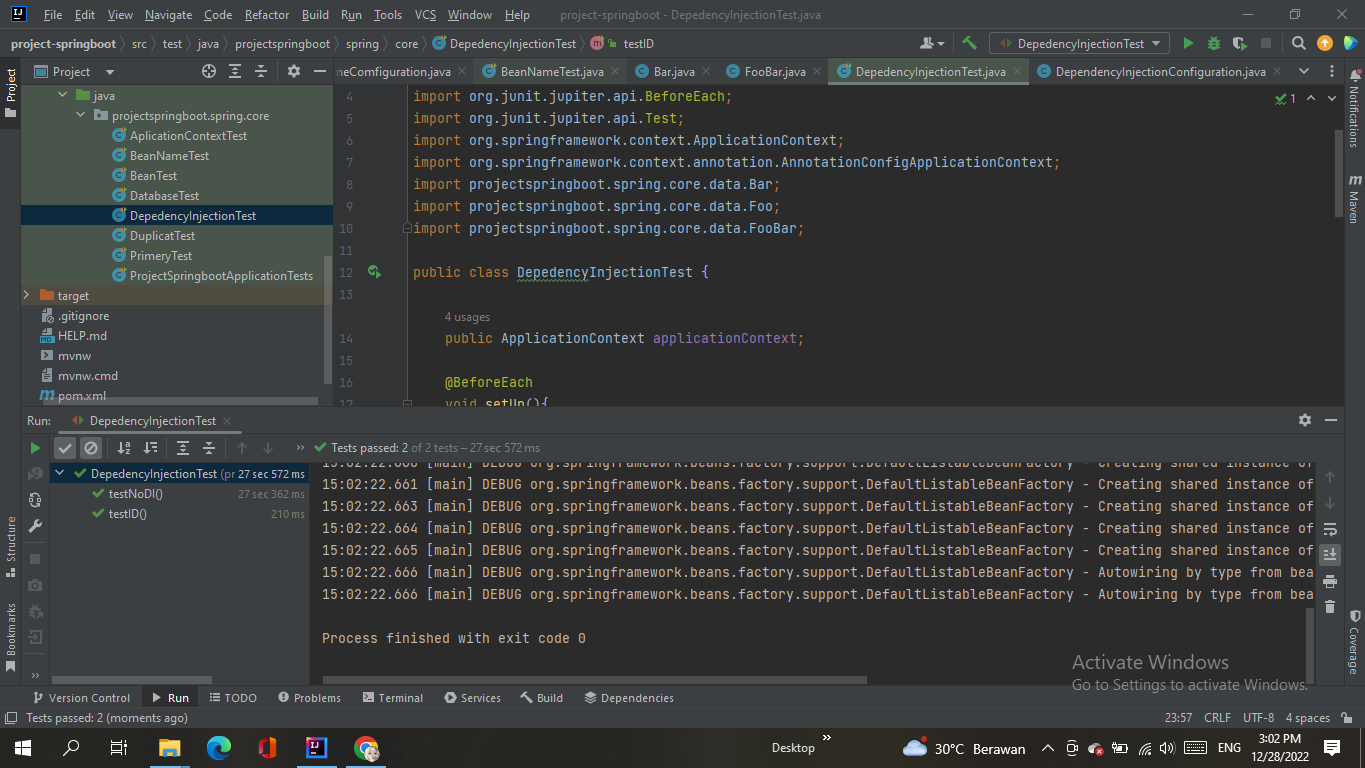 File Edit View Navigate Code Refactor Build Run Tools VCS Window Help project-springboot - DepedencyInjectionTest.java
project-springboot src test java projectspringboot spring core DepedencyInjectionTest testID
DepedencyInjectionTest
Project
neComfiguration.java BeanNameTest.java Bar.java FooBar.java DepedencyInjectionTest.java DependencyInjectionConfiguration.java
java
projectspringboot.spring.core
AplicationContextTest
BeanNameTest
BeanTest
DatabaseTest
DepedencyInjectionTest
DuplicatTest
PrimeryTest
ProjectSpringbootApplicationTests
target
.gitignore
HELP.md
mvnw
mvnw.cmd
pom.xml
4 import org.junit.jupiter.api.BeforeEach;
5 import org.junit.jupiter.api.Test;
6 import org.springframework.context.ApplicationContext;
7 import org.springframework.context.annotation.AnnotationConfigApplicationContext;
8 import projectspringboot.spring.core.data.Bar;
9 import projectspringboot.spring.core.data.Foo;
10 import projectspringboot.spring.core.data.FooBar;
11
12 public class DepedencyInjectionTest {
13
4 usages
14 public ApplicationContext applicationContext;
15
16 @BeforeEach
17 void setUp(){
1
Project
Structure
Bookmarks
Notifications
Maven
Coverage
Run: DepedencyInjectionTest
Tests passed: 2 of 2 tests – 27 sec 572 ms
DepedencyInjectionTest (pr 27 sec 572 ms
testNoDI() 27 sec 362 ms
testID() 210 ms
15:02:22.660 [main] DEBUG org.springframework.beans.factory.support.DefaultListableBeanFactory - Creating shared instance of
15:02:22.661 [main] DEBUG org.springframework.beans.factory.support.DefaultListableBeanFactory - Creating shared instance of
15:02:22.663 [main] DEBUG org.springframework.beans.factory.support.DefaultListableBeanFactory - Creating shared instance of
15:02:22.664 [main] DEBUG org.springframework.beans.factory.support.DefaultListableBeanFactory - Creating shared instance of
15:02:22.665 [main] DEBUG org.springframework.beans.factory.support.DefaultListableBeanFactory - Creating shared instance of
15:02:22.666 [main] DEBUG org.springframework.beans.factory.support.DefaultListableBeanFactory - Autowiring by type from bea
15:02:22.666 [main] DEBUG org.springframework.beans.factory.support.DefaultListableBeanFactory - Autowiring by type from bea
Process finished with exit code 0
Activate Windows
Go to Settings to activate Windows.
Version Control Run TODO Problems Terminal Services Build Dependencies
Tests passed: 2 (moments ago) 23:57 CRLF UTF-8 4 spaces
Desktop 30°C Berawan ENG
3:02 PM
12/28/2022